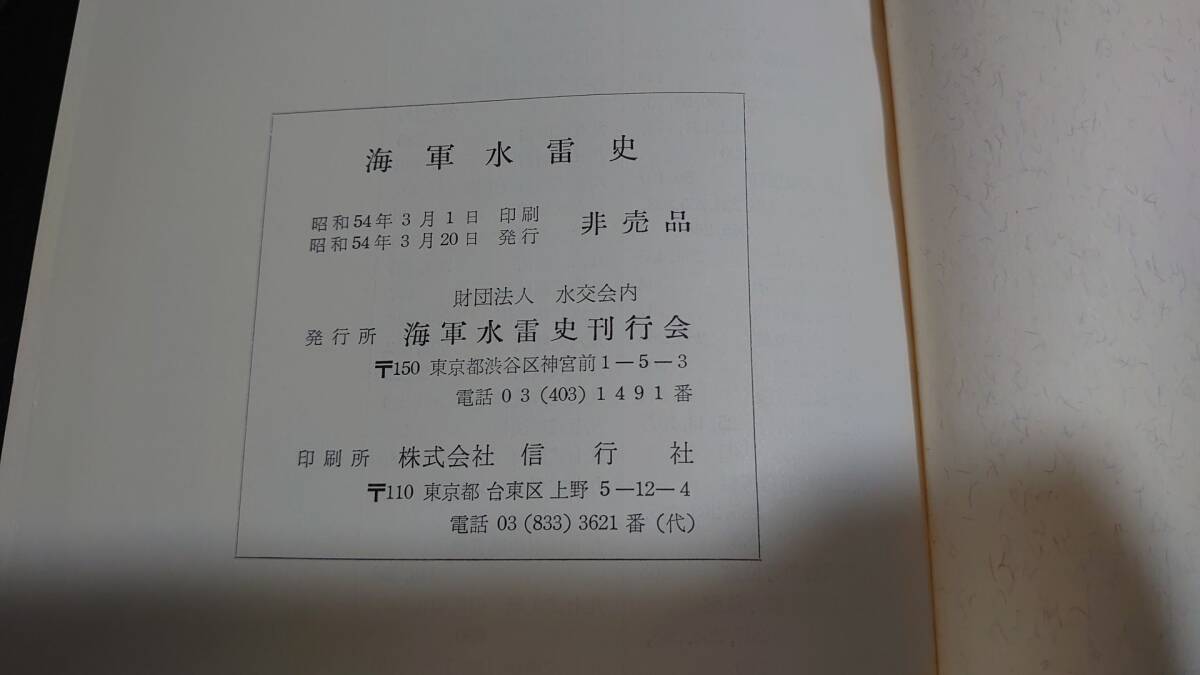 海軍水雷史
昭和54年3月1日 印刷
昭和54年3月20日 発行
非売品
財団法人 水交会内
発行所 海軍水雷史刊行会
〒150 東京都渋谷区神宮前1―5―3
電話 03(403)1491番
印刷所 株式会社 信行社
〒110 東京都 台東区 上野 5―12―4
電話 03(833)3621番(代)